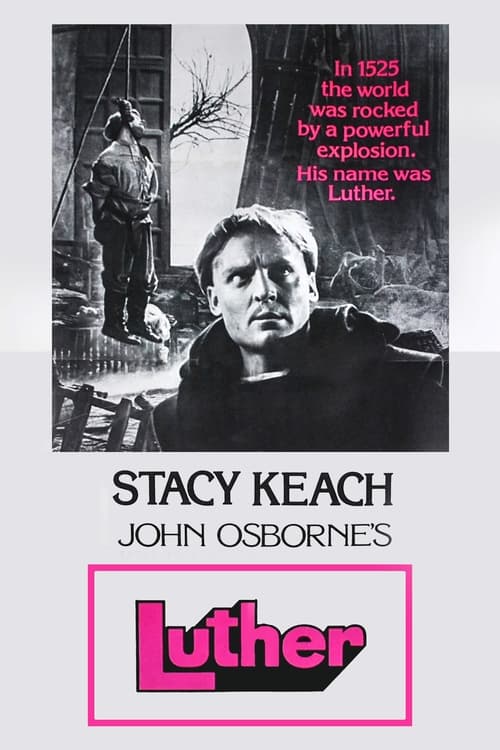 In 1525
the world
was rocked
by a powerful
explosion.
His name was
Luther.
STACY KEACH
JOHN OSBORNE'S
Luther